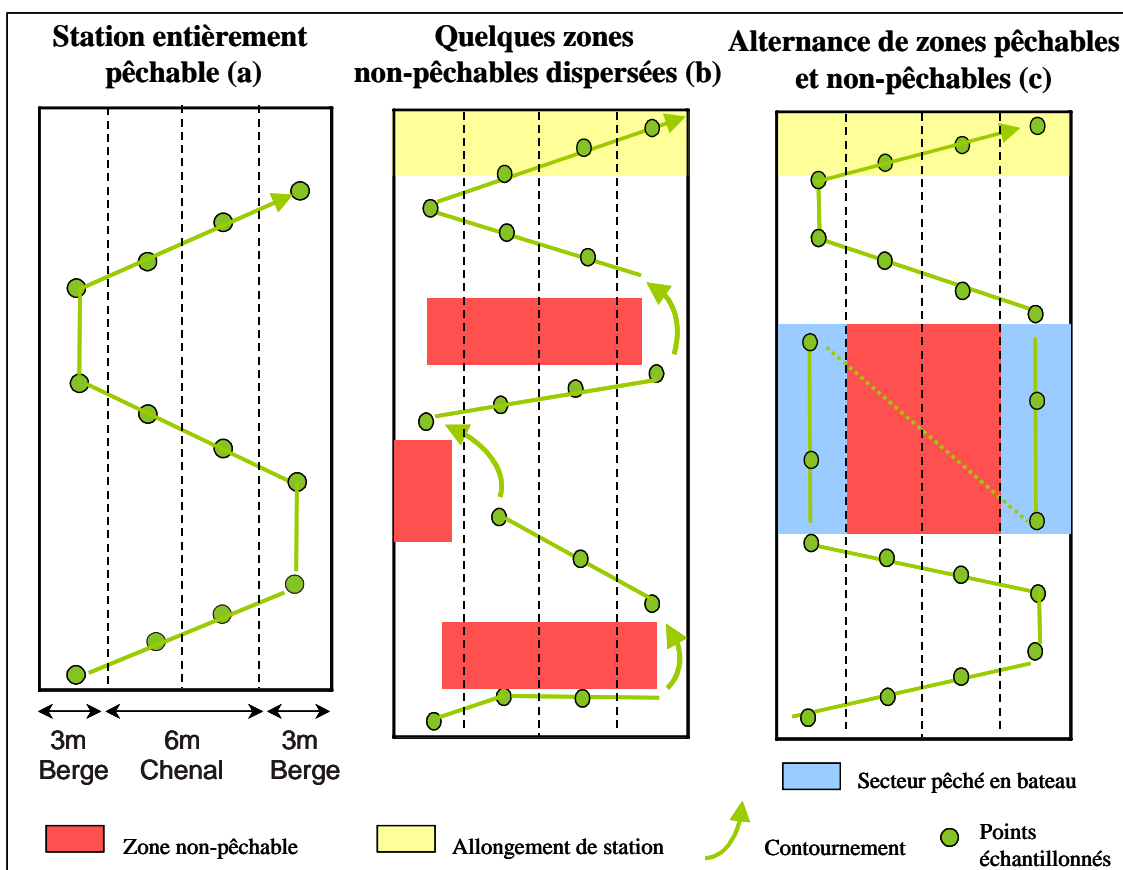 Station entièrement
pêchable (a)
Quelques zones
non-pêchables dispersées (b)
Alternance de zones pêchables
et non-pêchables (c)
3m
Berge
6m
Chenal
3m
Berge
Secteur pêché en bateau
Zone non-pêchable
Allongement de station
Contournement
Points
échantillonnés